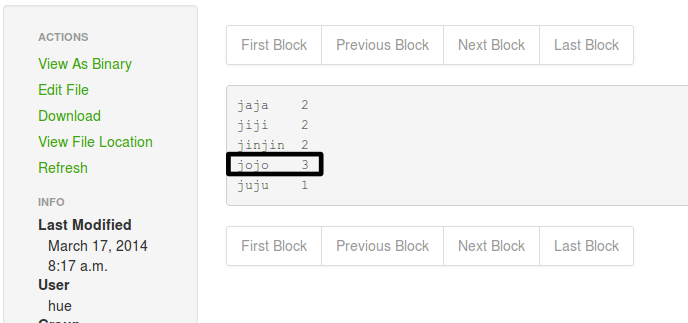 ACTIONS
View As Binary
Edit File
Download
View File Location
Refresh
INFO
Last Modified
March 17, 2014
8:17 a.m.
User
hue
Group
First Block Previous Block Next Block Last Block
jaja 2
jiji 2
jinjin 2
jojo 3
juju 1
First Block Previous Block Next Block Last Block